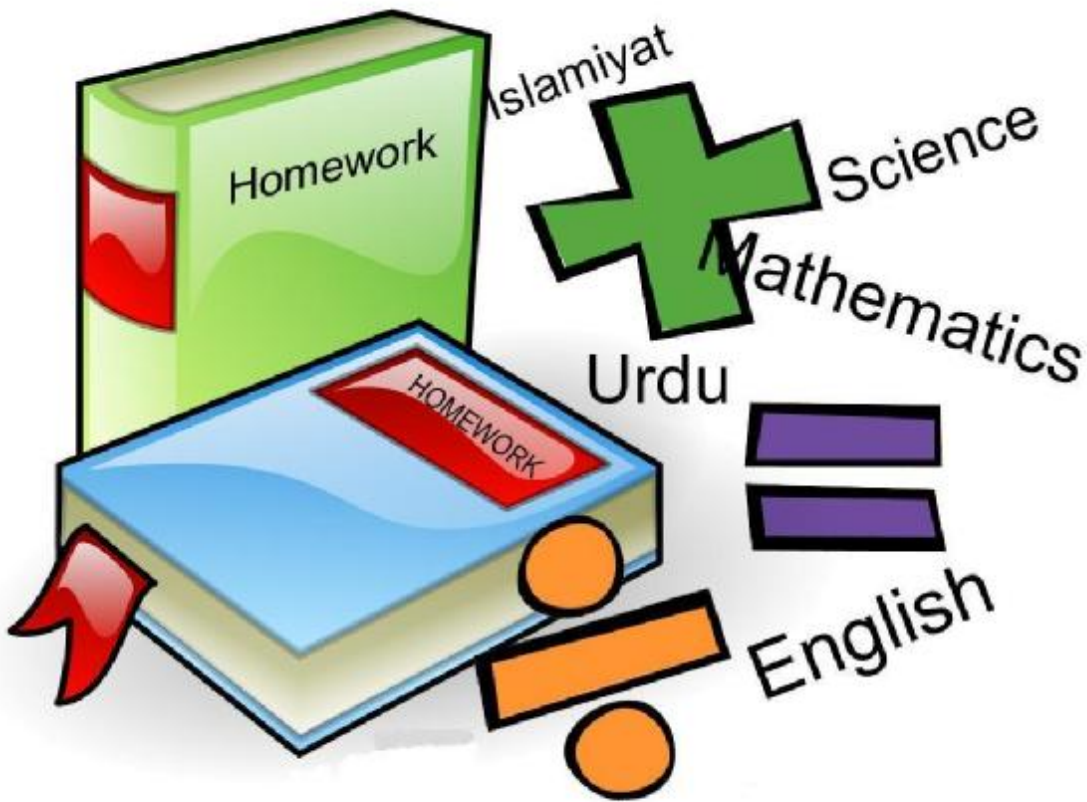 Islamiyat
Homework
Science
Mathematics
Urdu
HOMEWORK
English